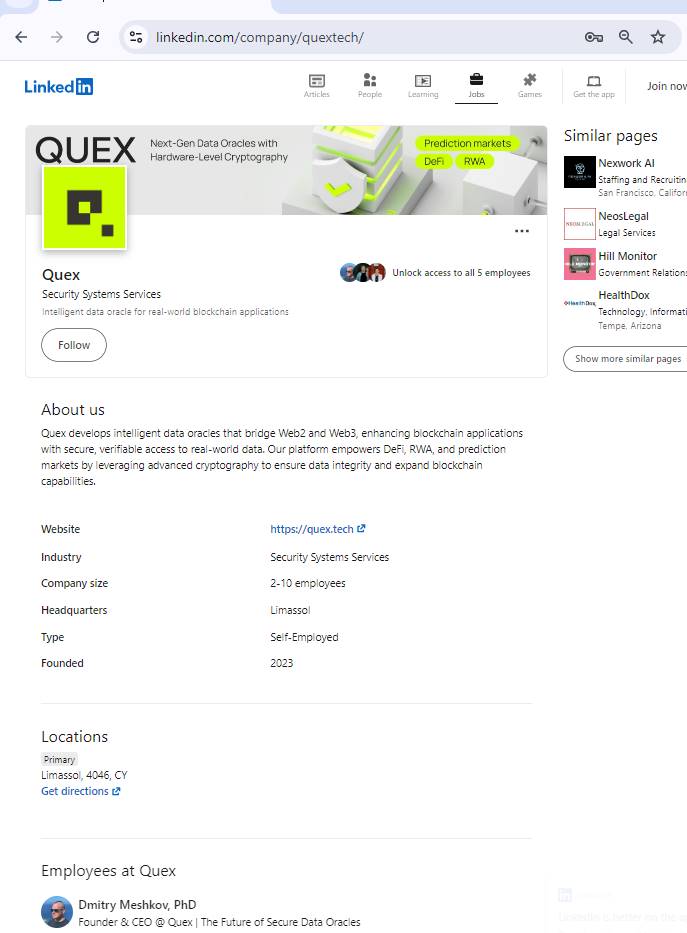 linkedin.com/company/quextech/
LinkedIn
Articles
People
Learning
Jobs
Games
Get the app
Join now
QUEX
Next-Gen Data Oracles with
Hardware-Level Cryptography
Prediction markets
DeFi
RWA
Quex
Security Systems Services
Intelligent data oracle for real-world blockchain applications
Unlock access to all 5 employees
Follow
Similar pages
Nexwork AI
Staffing and Recruitin
San Francisco, Californ
NEOSLEGAL
NeosLegal
Legal Services
HILL MONITOR
Hill Monitor
Government Relations
HealthDox
HealthDox
Technology, Informati
Tempe, Arizona
Show more similar pages
About us
Quex develops intelligent data oracles that bridge Web2 and Web3, enhancing blockchain applications
with secure, verifiable access to real-world data. Our platform empowers DeFi, RWA, and prediction
markets by leveraging advanced cryptography to ensure data integrity and expand blockchain
capabilities.
Website https://quex.tech
Industry Security Systems Services
Company size 2-10 employees
Headquarters Limassol
Type Self-Employed
Founded 2023
Locations
Primary
Limassol, 4046, CY
Get directions
Employees at Quex
Dmitry Meshkov, PhD
Founder & CEO @ Quex | The Future of Secure Data Oracles
LinkedIn is better on the a